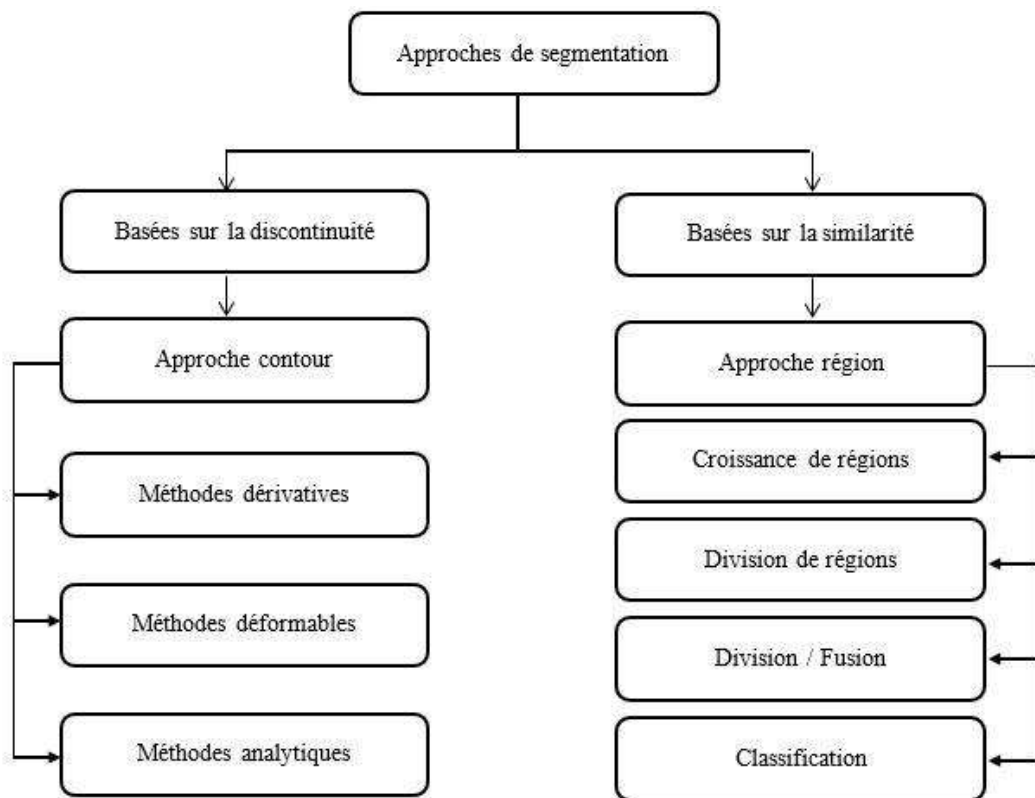 Approches de segmentation
Basées sur la discontinuité
Basées sur la similarité
Approche contour
Approche région
Méthodes dérivatives
Croissance de régions
Méthodes déformables
Division de régions
Méthodes analytiques
Division / Fusion
Classification